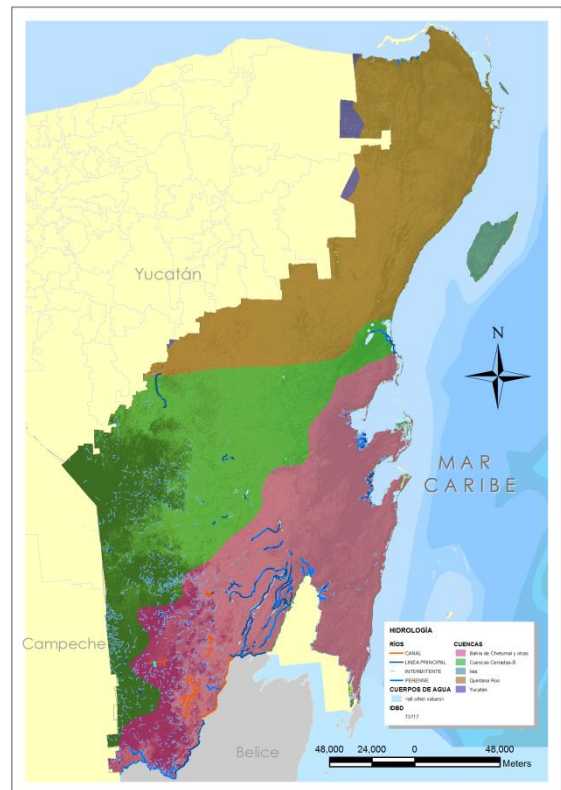 Yucatán
N
MAR
CARIBE
Campeche
Belice
HIDROLOGÍA
RÍOS
CANAL
LINEA PRINCIPAL
INTERMITENTE
PERENNE
CUERPOS DE AGUA
<all other values>
IDBD
73717
CUENCAS
Bahía de Chetumal y otras
Cuencas Cerradas B
Isla
Quintana Roo
Yucatán
48,000 24,000 0 48,000
Meters